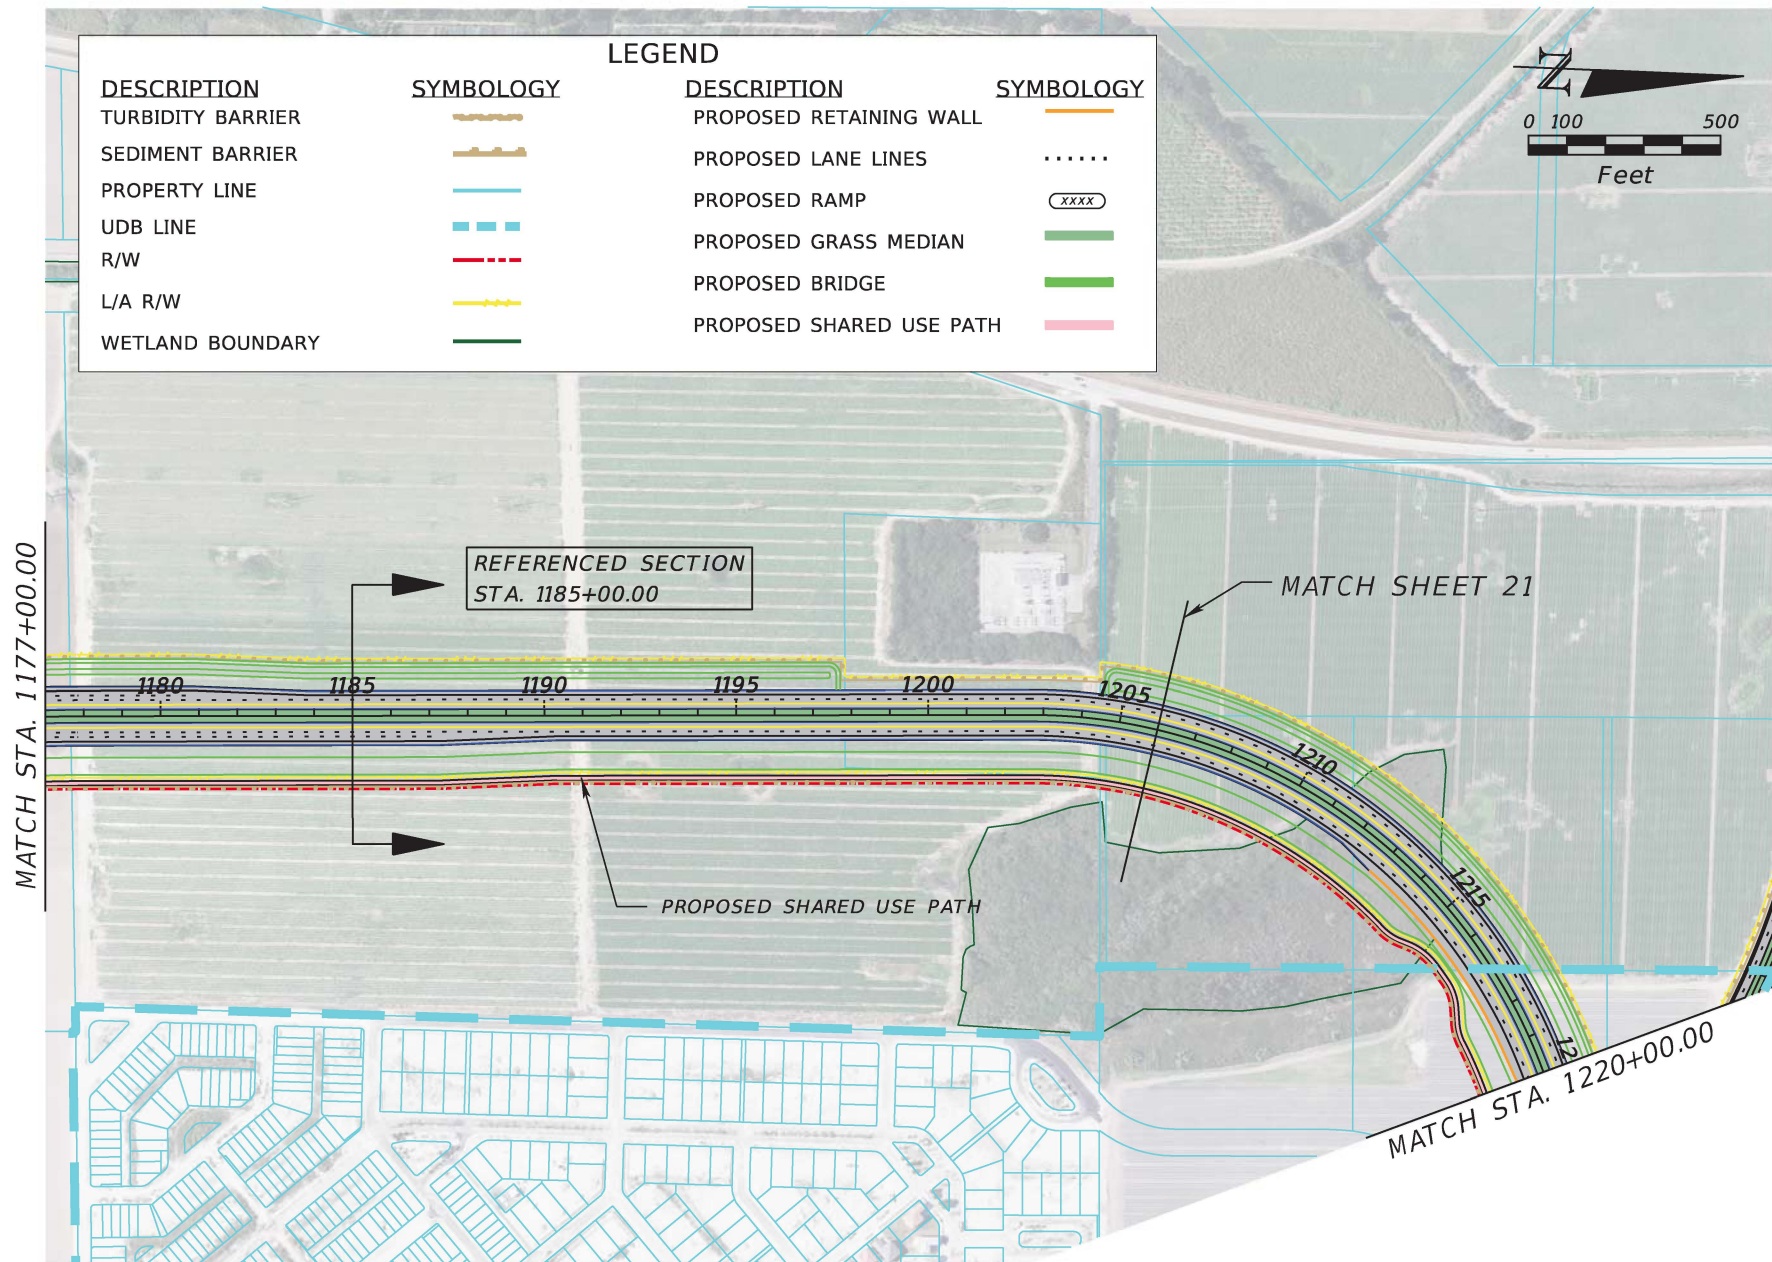 LEGEND
DESCRIPTION SYMBOLOGY DESCRIPTION SYMBOLOGY
TURBIDITY BARRIER
SEDIMENT BARRIER
PROPERTY LINE
UDB LINE
R/W
L/A R/W
WETLAND BOUNDARY
PROPOSED RETAINING WALL
PROPOSED LANE LINES
PROPOSED RAMP XXXX
PROPOSED GRASS MEDIAN
PROPOSED BRIDGE
PROPOSED SHARED USE PATH
N
0 100 500
Feet
MATCH STA. 1177+00.00
REFERENCED SECTION
STA. 1185+00.00
MATCH SHEET 21
1180 1185 1190 1195 1200 1205
1210
1215
12
PROPOSED SHARED USE PATH
MATCH STA. 1220+00.00